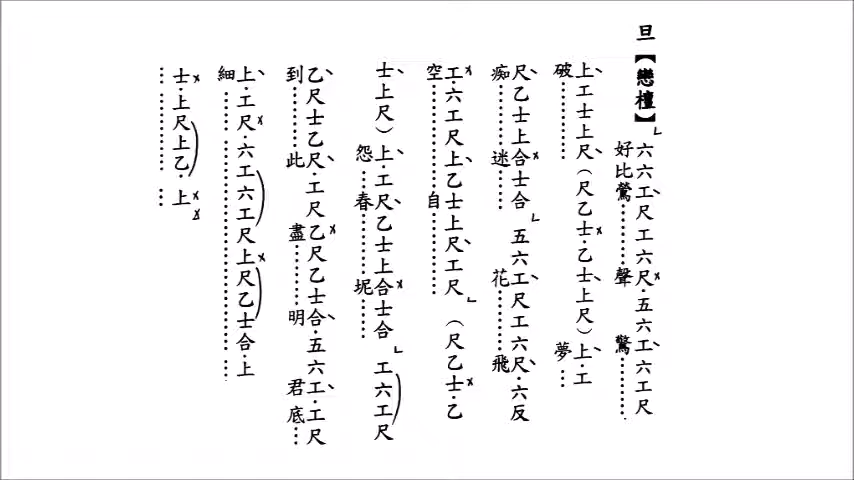 旦【戀檀】
六六工尺工六尺·五六工六工尺
好比鶯………聲……驚………
上工士上尺（尺乙士·乙士上尺）上·工
破………夢…
尺乙士上合士合 五六工尺工六尺·六反
痴………迷………花………飛
工·六工尺上乙士上尺工尺（尺乙士·乙
空………自………
士上尺）上·工尺乙士上合士合 工六工尺
怨……春………坭………
乙尺士乙尺·工尺乙尺乙士合·五六工·工尺
到………此 盡………明 君底…
上·工尺·六工六工尺上尺乙士合·上
細………
士·上尺上乙·上
……… …